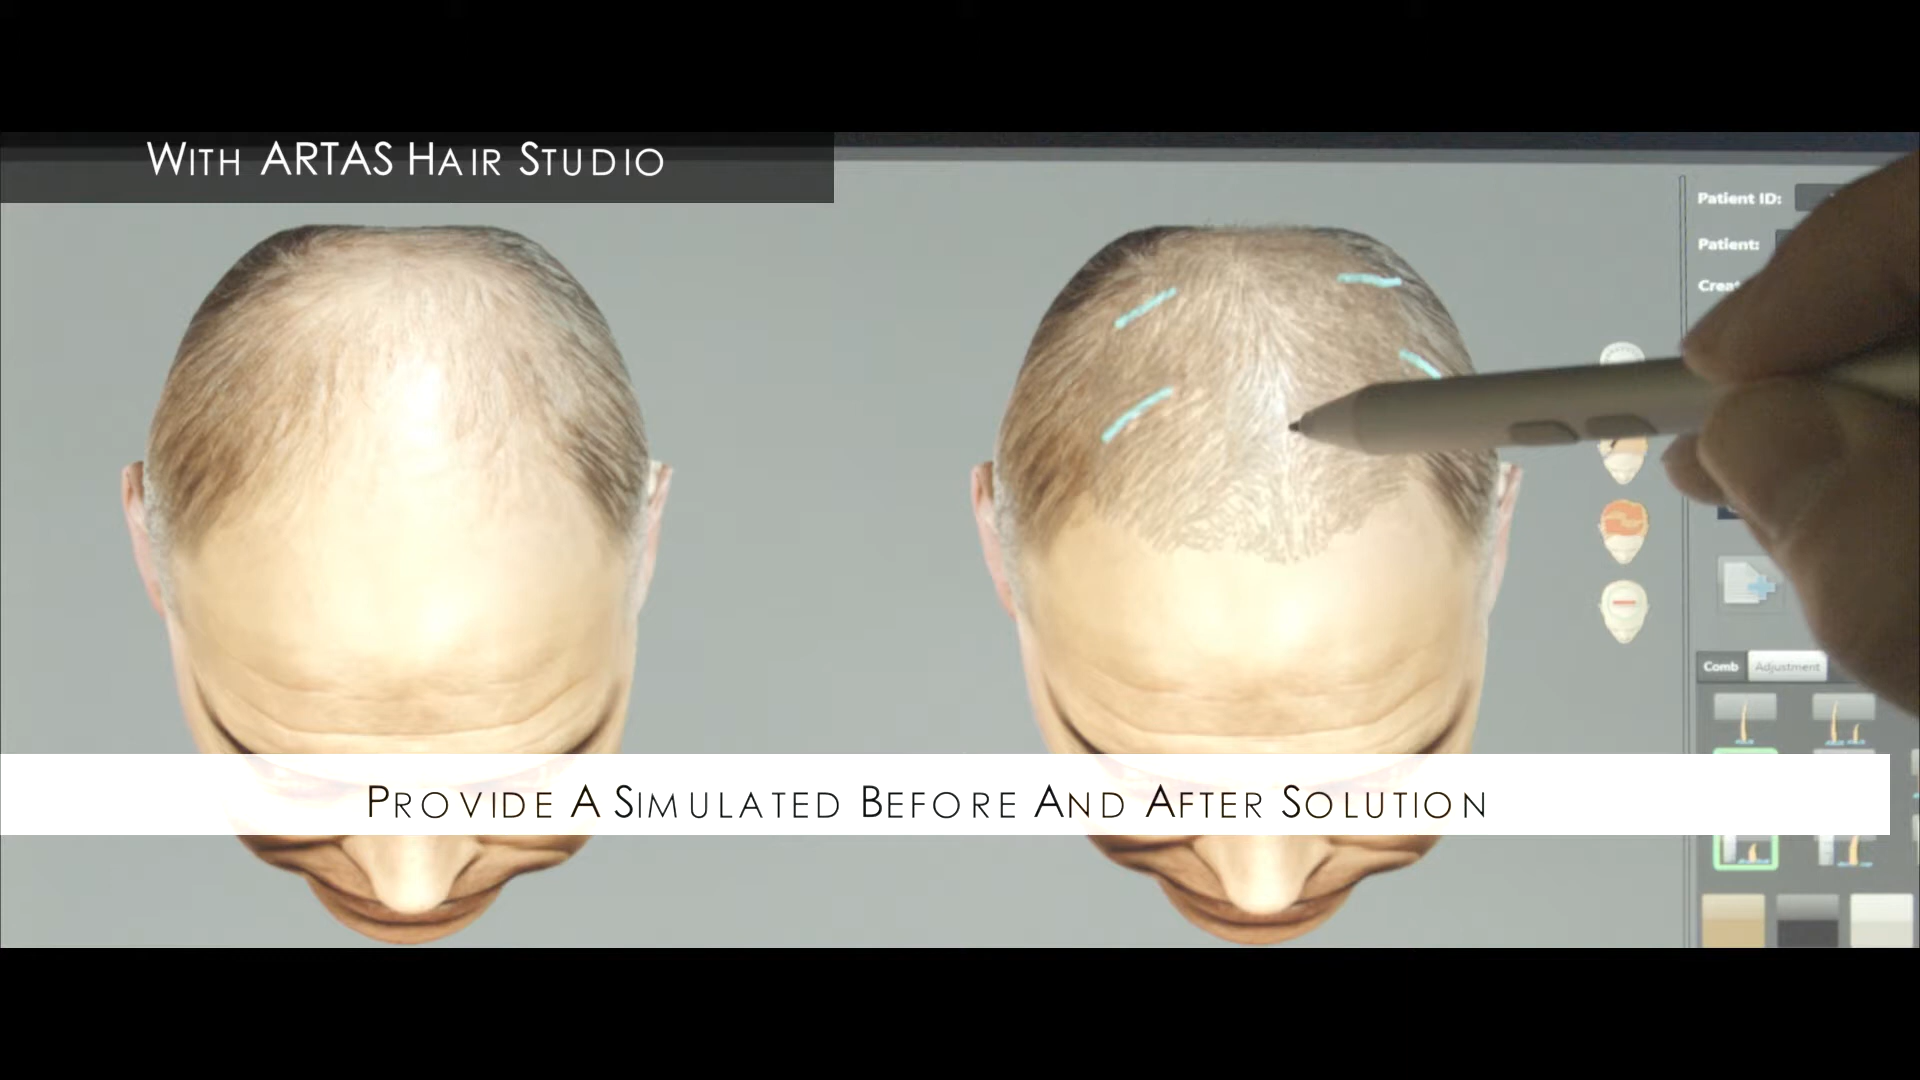 With ARTAS Hair Studio
Patient ID:
Patient:
Comb
Adjustment
Provide A Simulated Before And After Solution